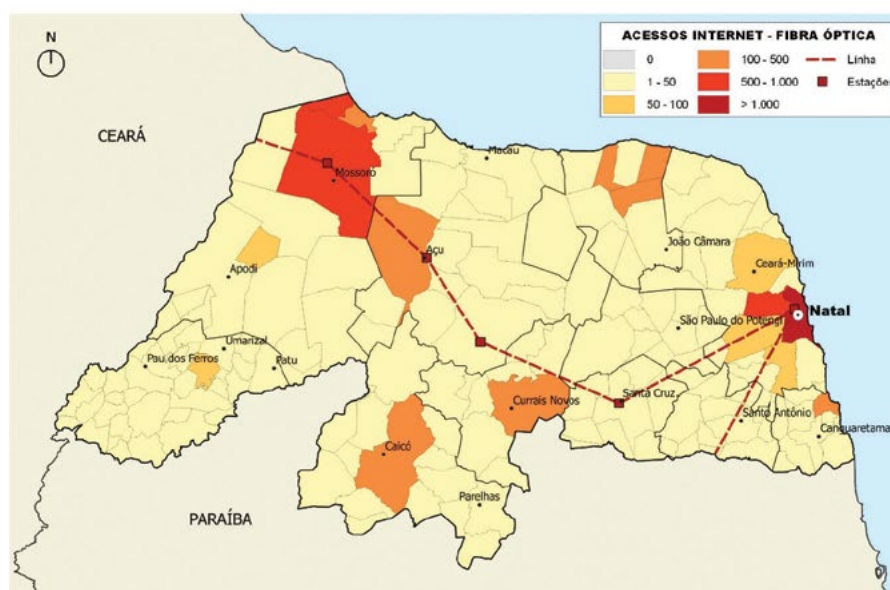 N
ACESSOS INTERNET - FIBRA ÓPTICA
0
100 - 500
Linha
1 - 50
500 - 1.000
Estações
50 - 100
> 1.000
CEARÁ
Mossoró
Macau
Açu
João Câmara
Ceará-Mirim
Apodi
Natal
São Paulo do Potengi
Umarizal
Pau dos Ferros
Patu
Currais Novos
Santa Cruz
Santo Antônio
Canguaretama
Caicó
Parelhas
PARAÍBA